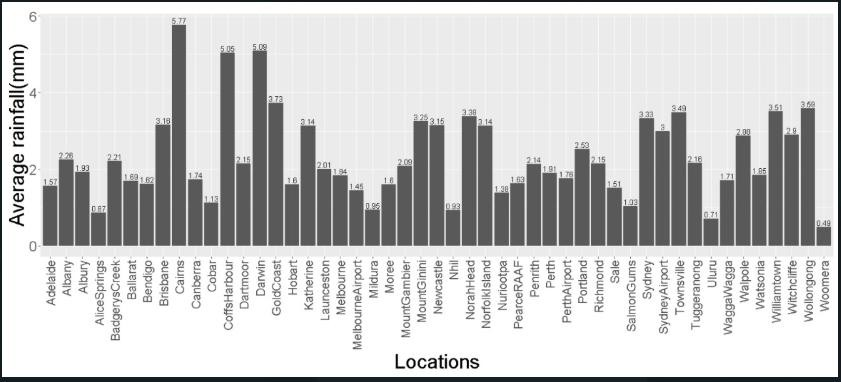 Average rainfall(mm)
6
4
2
0
1.57
2.26
1.93
0.87
2.21
1.69
1.62
3.16
5.77
1.74
1.13
5.05
2.15
5.09
3.73
1.6
3.14
2.01
1.84
1.45
0.95
1.6
2.09
3.25
3.15
0.93
3.38
3.14
1.38
1.63
2.14
1.91
1.76
2.53
2.15
1.51
1.03
3.33
3
3.49
2.16
0.71
1.71
2.88
1.85
3.51
2.9
3.59
0.49
Adelaide
Albany
Albury
AliceSprings
BadgerysCreek
Ballarat
Bendigo
Brisbane
Cairns
Canberra
Cobar
CoffsHarbour
Dartmoor
Darwin
GoldCoast
Hobart
Katherine
Launceston
Melbourne
MelbourneAirport
Mildura
Moree
MountGambier
MountGinini
Newcastle
Nhil
NorahHead
NorfolkIsland
Nuriootpa
PearceRAAF
Penrith
Perth
PerthAirport
Portland
Richmond
Sale
SalmonGums
Sydney
SydneyAirport
Townsville
Tuggeranong
Uluru
WaggaWagga
Walpole
Watsonia
Williamtown
Witchcliffe
Wollongong
Woomera
Locations